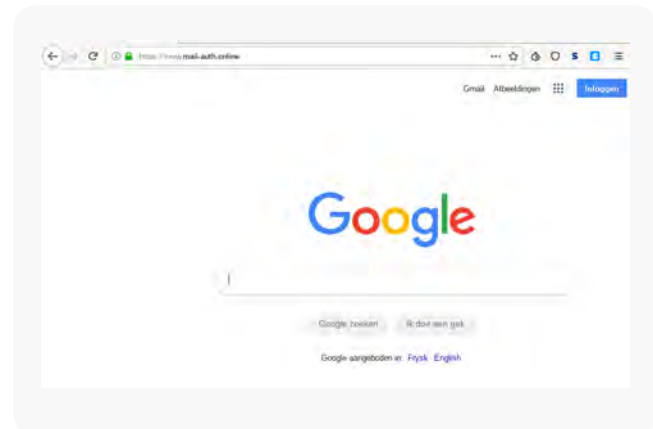 https://www.mail-auth.online
Gmail Afbeeldingen Inloggen
Google
Google zoeken Ik doe een gok
Google aangeboden in: Frysk English